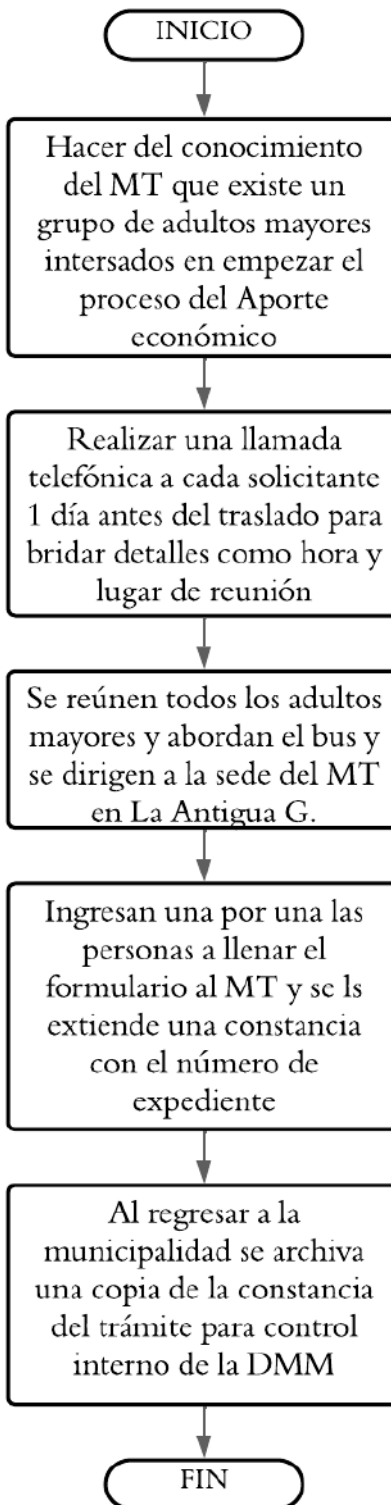 INICIO
Hacer del conocimiento
del MT que existe un
grupo de adultos mayores
intersados en empezar el
proceso del Aporte
económico
Realizar una llamada
telefónica a cada solicitante
1 día antes del traslado para
bridar detalles como hora y
lugar de reunión
Se reúnen todos los adultos
mayores y abordan el bus y
se dirigen a la sede del MT
en La Antigua G.
Ingresan una por una las
personas a llenar el
formulario al MT y se ls
extiende una constancia
con el número de
expediente
Al regresar a la
municipalidad se archiva
una copia de la constancia
del trámite para control
interno de la DMM
FIN